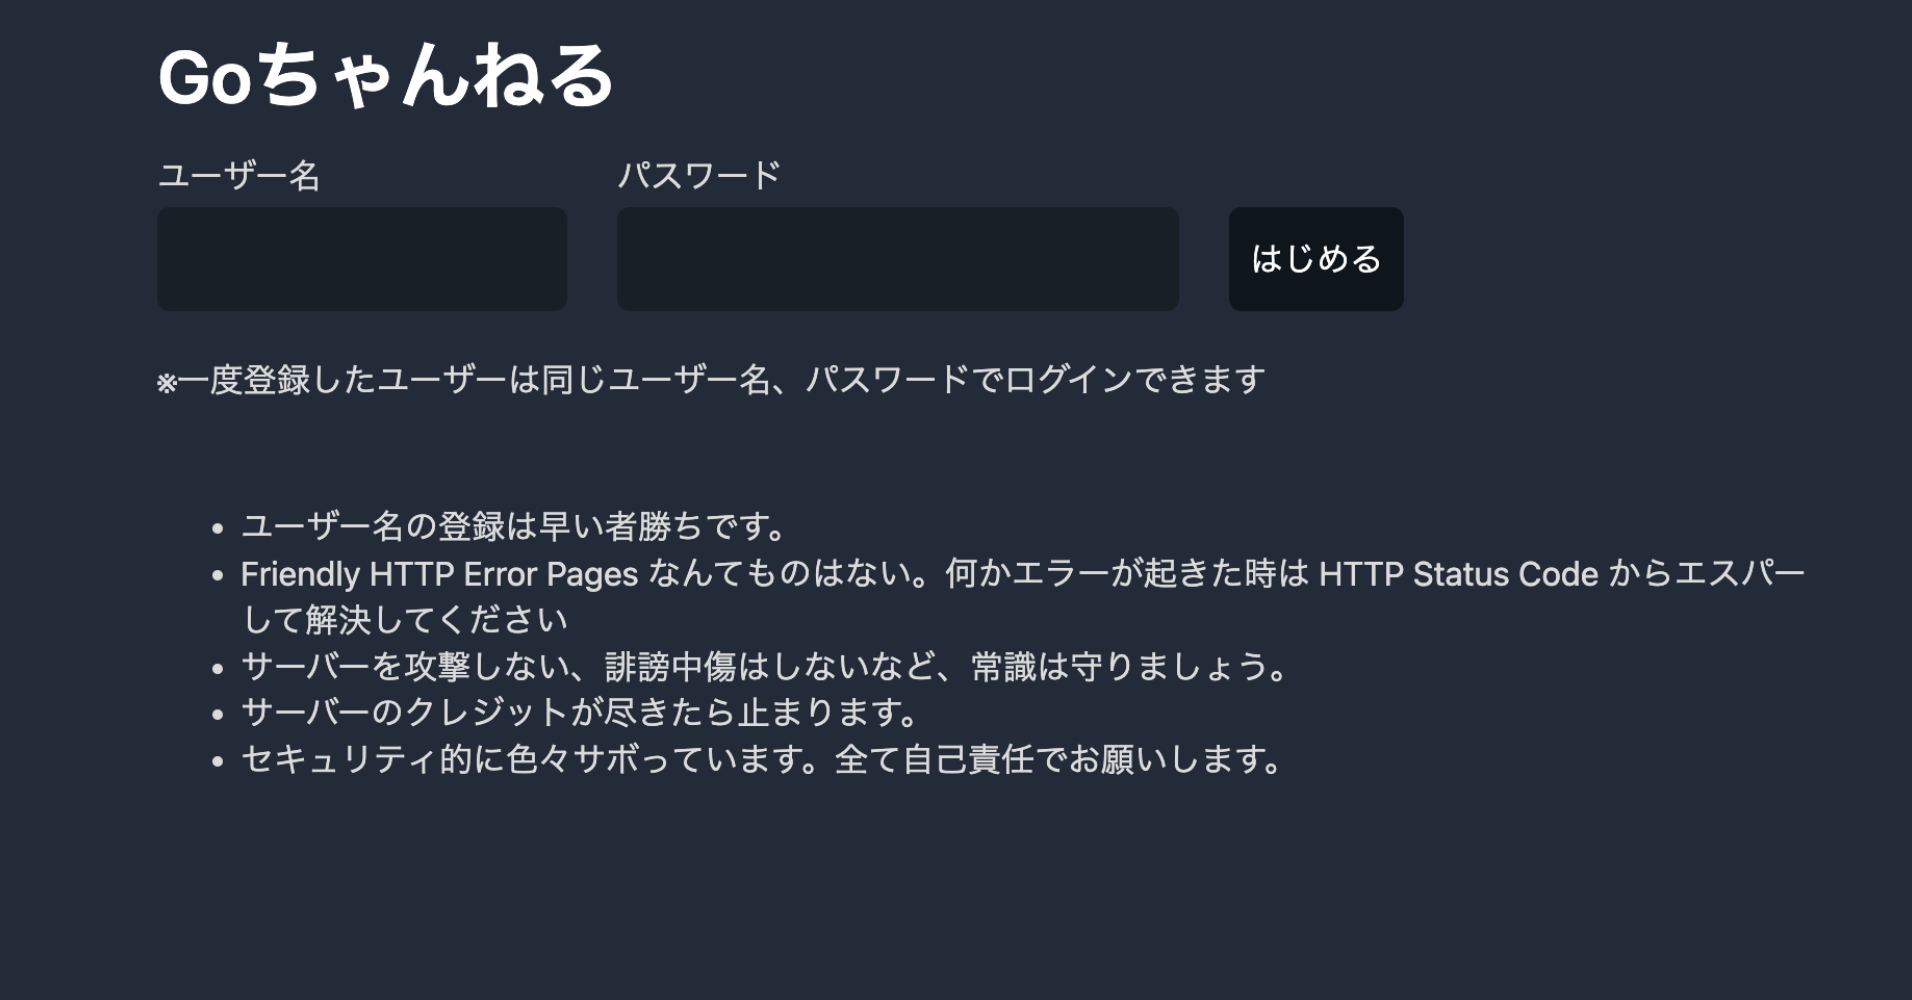 Goちゃんねる
ユーザー名 パスワード
はじめる
※一度登録したユーザーは同じユーザー名、パスワードでログインできます
• ユーザー名の登録は早い者勝ちです。
• Friendly HTTP Error Pages なんてものはない。何かエラーが起きた時は HTTP Status Code からエスパー
して解決してください
• サーバーを攻撃しない、誹謗中傷はしないなど、常識は守りましょう。
• サーバーのクレジットが尽きたら止まります。
• セキュリティ的に色々サボっています。全て自己責任でお願いします。